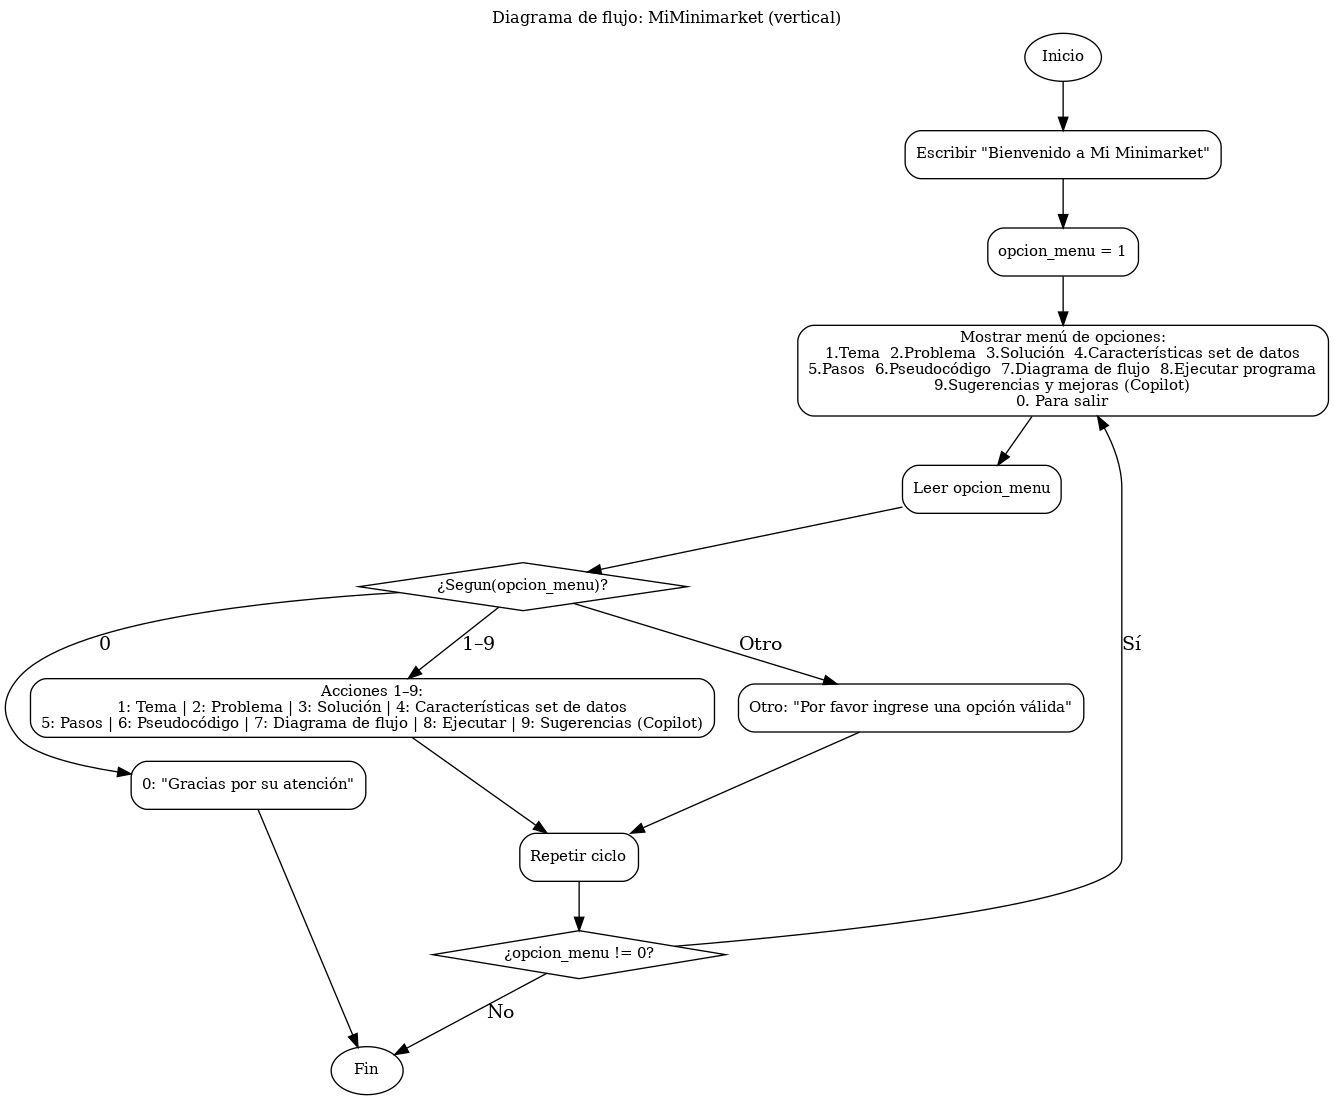 Diagrama de flujo: MiMinimarket (vertical)
Inicio
Escribir "Bienvenido a Mi Minimarket"
opcion_menu = 1
Mostrar menú de opciones:
1.Tema  2.Problema  3.Solución  4.Características set de datos
5.Pasos  6.Pseudocódigo  7.Diagrama de flujo  8.Ejecutar programa
9.Sugerencias y mejoras (Copilot)
0. Para salir
Leer opcion_menu
¿Segun(opcion_menu)?
0
1–9
Otro
Sí
Acciones 1–9:
1: Tema | 2: Problema | 3: Solución | 4: Características set de datos
5: Pasos | 6: Pseudocódigo | 7: Diagrama de flujo | 8: Ejecutar | 9: Sugerencias (Copilot)
Otro: "Por favor ingrese una opción válida"
0: "Gracias por su atención"
Repetir ciclo
¿opcion_menu != 0?
No
Fin